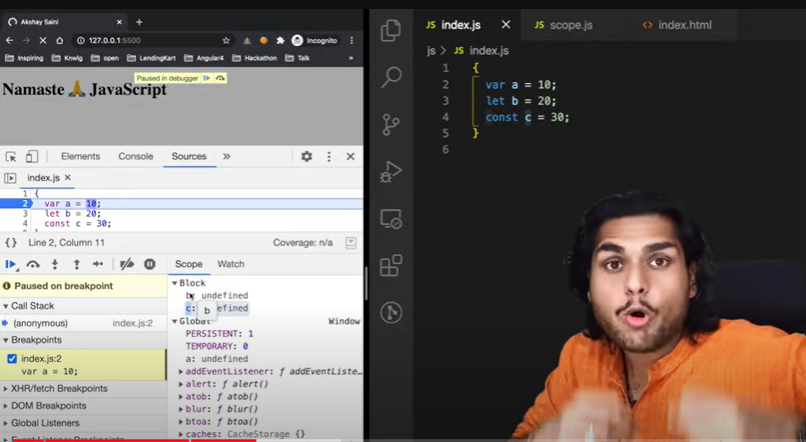 Akshay Saini
127.0.0.1:5500
Incognito
Inspiring
Knwlg
open
LendingKart
Angular4
Hackathon
Talk
Paused in debugger
Namaste 🙏 JavaScript
Elements
Console
Sources
index.js
1 {
2 var a = 10;
3 let b = 20;
4 const c = 30;
{} Line 2, Column 11
Coverage: n/a
Scope
Watch
Paused on breakpoint
Call Stack
(anonymous)
index.js:2
Breakpoints
index.js:2
var a = 10;
XHR/fetch Breakpoints
DOM Breakpoints
Global Listeners
Block
b: undefined
c:
b
Global
Window
PERSISTENT: 1
TEMPORARY: 0
a: undefined
addEventListener: ƒ addEventListe…
alert: ƒ alert()
atob: ƒ atob()
blur: ƒ blur()
btoa: ƒ btoa()
caches: CacheStorage {}
JS index.js
JS scope.js
<> index.html
js > JS index.js
1 {
2 var a = 10;
3 let b = 20;
4 const c = 30;
5 }
6